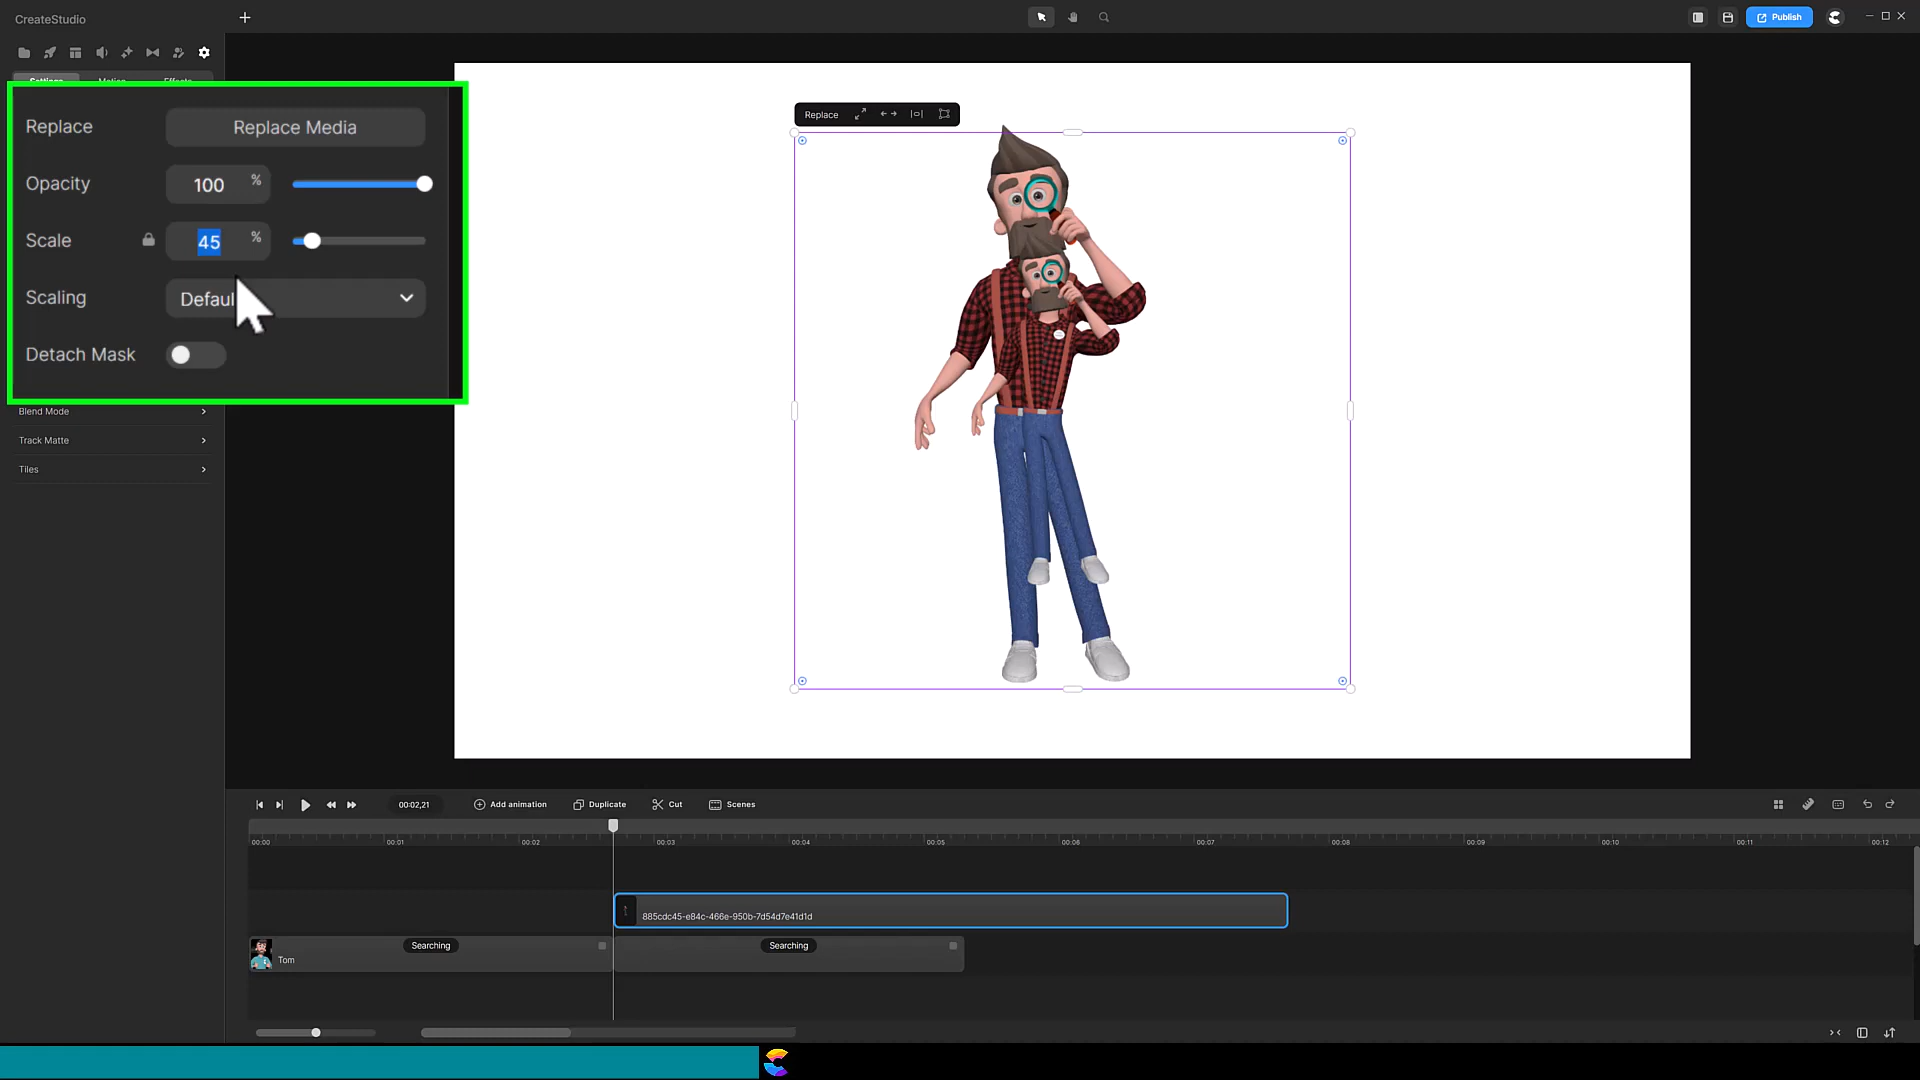 CreateStudio
Publish
Settings Motion Effects
Replace Replace Media
Opacity 100 %
Scale 45 %
Scaling Defaul
Detach Mask
Blend Mode
Track Matte
Tiles
Replace
00:02,21 Add animation Duplicate Cut Scenes
00:00 00:01 00:02 00:03 00:04 00:05 00:06 00:07 00:08 00:09 00:10 00:11 00:12
885cdc45-e84c-466e-950b-7d54d7e41d1d
Searching Searching
Tom